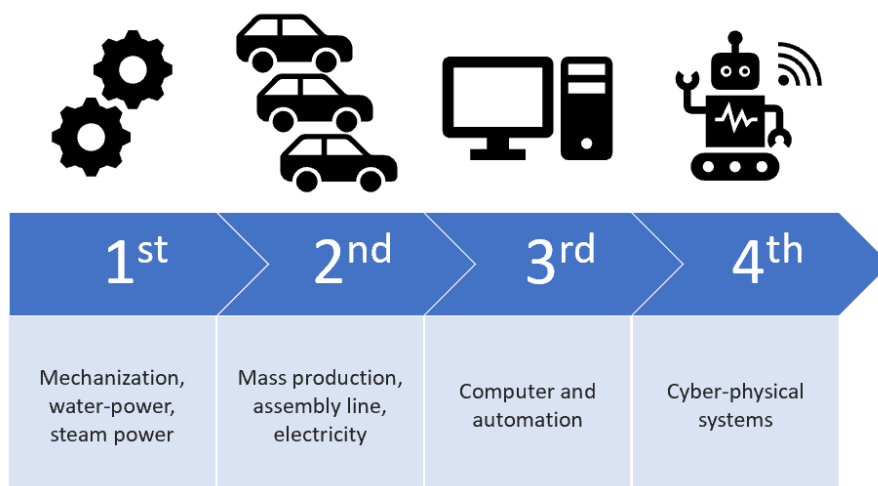 1st
2nd
3rd
4th
Mechanization,
water-power,
steam power
Mass production,
assembly line,
electricity
Computer and
automation
Cyber-physical
systems